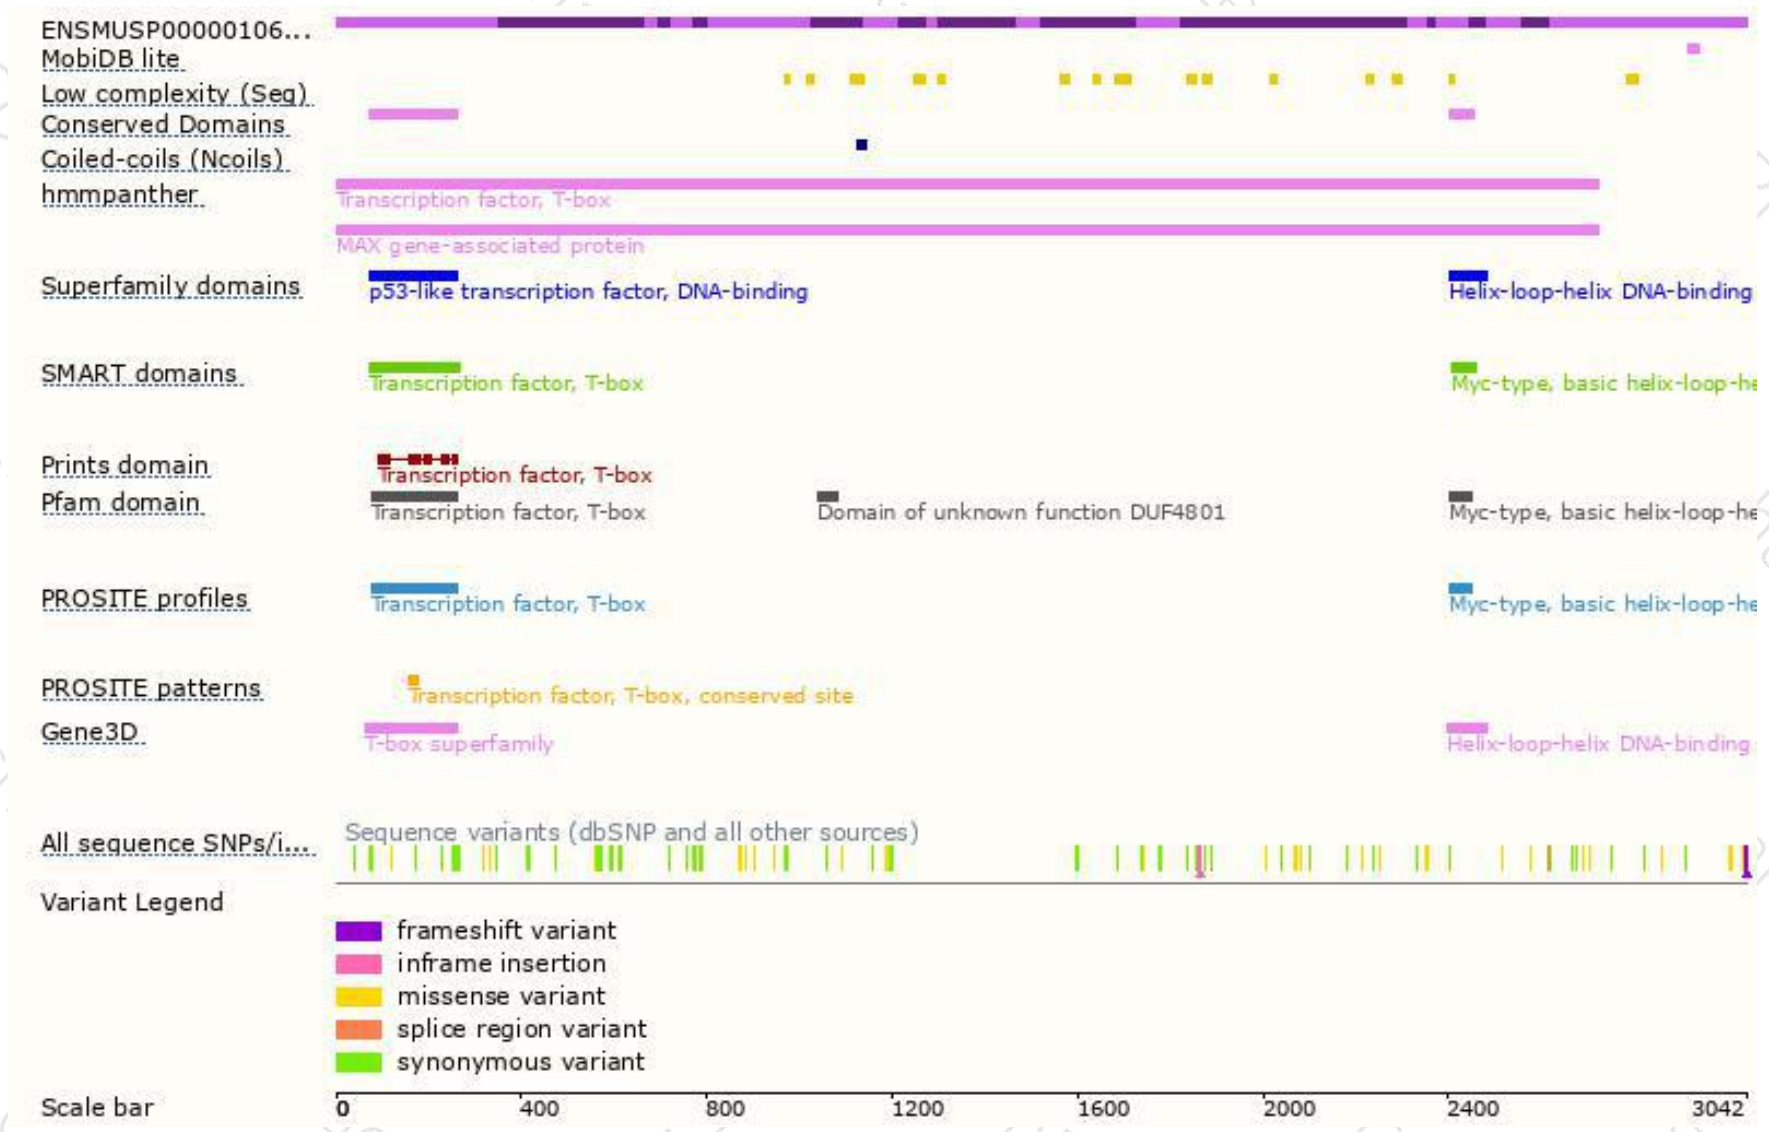 ENSMUSP00000106...
MobiDB lite
Low complexity (Seg)
Conserved Domains
Coiled-coils (Ncoils)
hmmpanther
Transcription factor, T-box
MAX gene-associated protein
Superfamily domains
p53-like transcription factor, DNA-binding
Helix-loop-helix DNA-binding
SMART domains
Transcription factor, T-box
Myc-type, basic helix-loop-he
Prints domain
Transcription factor, T-box
Pfam domain
Transcription factor, T-box
Domain of unknown function DUF4801
Myc-type, basic helix-loop-he
PROSITE profiles
Transcription factor, T-box
Myc-type, basic helix-loop-he
PROSITE patterns
Transcription factor, T-box, conserved site
Gene3D
T-box superfamily
Helix-loop-helix DNA-binding
Sequence variants (dbSNP and all other sources)
All sequence SNPs/i...
Variant Legend
frameshift variant
inframe insertion
missense variant
splice region variant
synonymous variant
Scale bar
0 400 800 1200 1600 2000 2400 3042